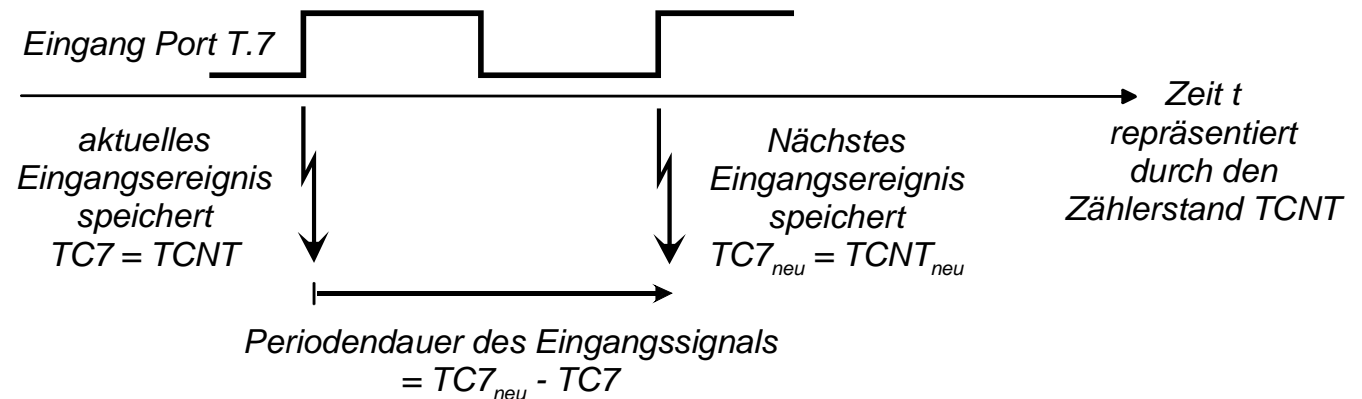 Eingang Port T.7
Zeit t
repräsentiert
durch den
Zählerstand TCNT
aktuelles
Eingangsereignis
speichert
TC7 = TCNT
Nächstes
Eingangsereignis
speichert
TC7neu = TCNTneu
Periodendauer des Eingangssignals
= TC7neu - TC7